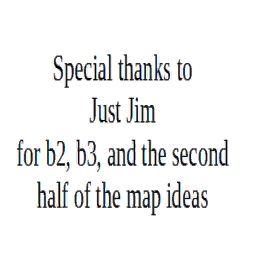 Special thanks to
Just Jim
for b2, b3, and the second
half of the map ideas